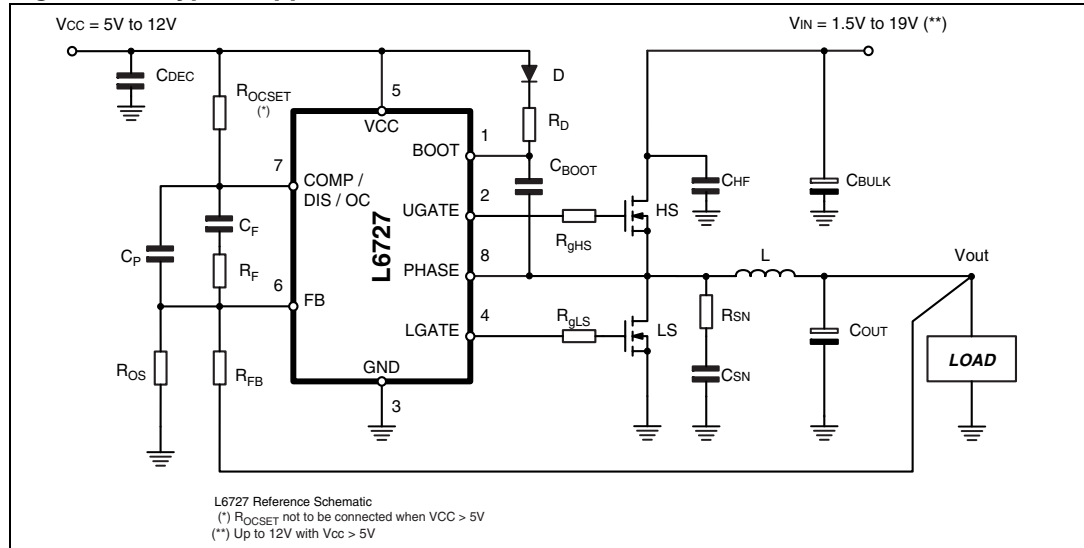 VCC = 5V to 12V
VIN = 1.5V to 19V (**)
CDEC
ROCSET
(*)
5
VCC
D
RD
1
BOOT
CBOOT
7
COMP /
DIS / OC
2
UGATE
RgHS
HS
CHF
CBULK
CP
CF
RF
L6727
8
PHASE
L
Vout
6
FB
4
LGATE
RgLS
LS
RSN
CSN
COUT
LOAD
ROS
RFB
GND
3
L6727 Reference Schematic
(*) ROCSET not to be connected when VCC > 5V
(**) Up to 12V with Vcc > 5V